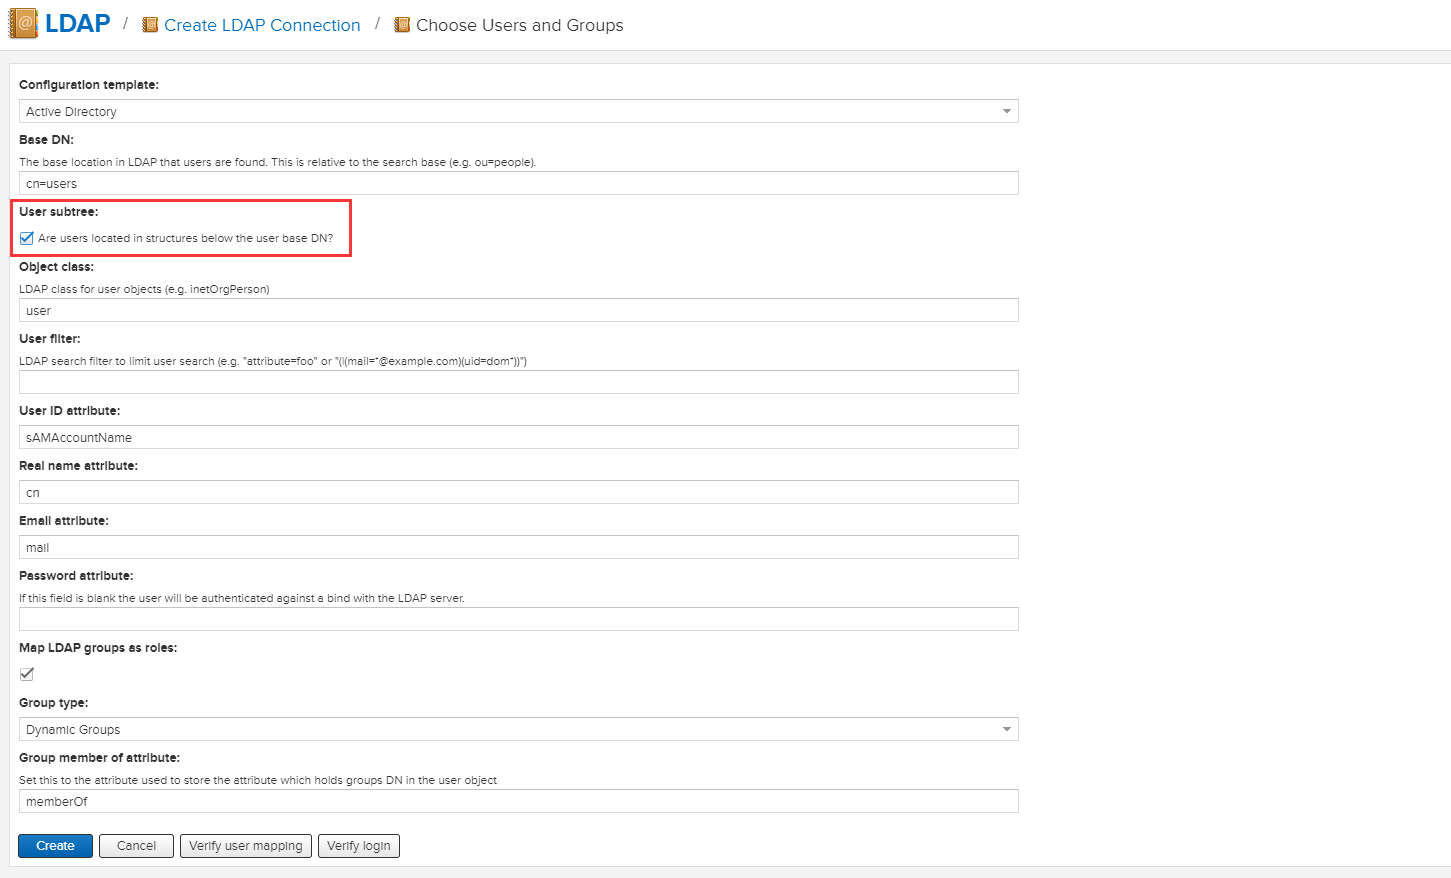 LDAP / Create LDAP Connection / Choose Users and Groups
Configuration template:
Active Directory
Base DN:
The base location in LDAP that users are found. This is relative to the search base (e.g. ou=people).
cn=users
User subtree:
Are users located in structures below the user base DN?
Object class:
LDAP class for user objects (e.g. inetOrgPerson)
user
User filter:
LDAP search filter to limit user search (e.g. "attribute=foo" or "(|(mail=*@example.com)(uid=dom*))")
User ID attribute:
sAMAccountName
Real name attribute:
cn
Email attribute:
mail
Password attribute:
If this field is blank the user will be authenticated against a bind with the LDAP server.
Map LDAP groups as roles:
Group type:
Dynamic Groups
Group member of attribute:
Set this to the attribute used to store the attribute which holds groups DN in the user object
memberOf
Create Cancel Verify user mapping Verify login